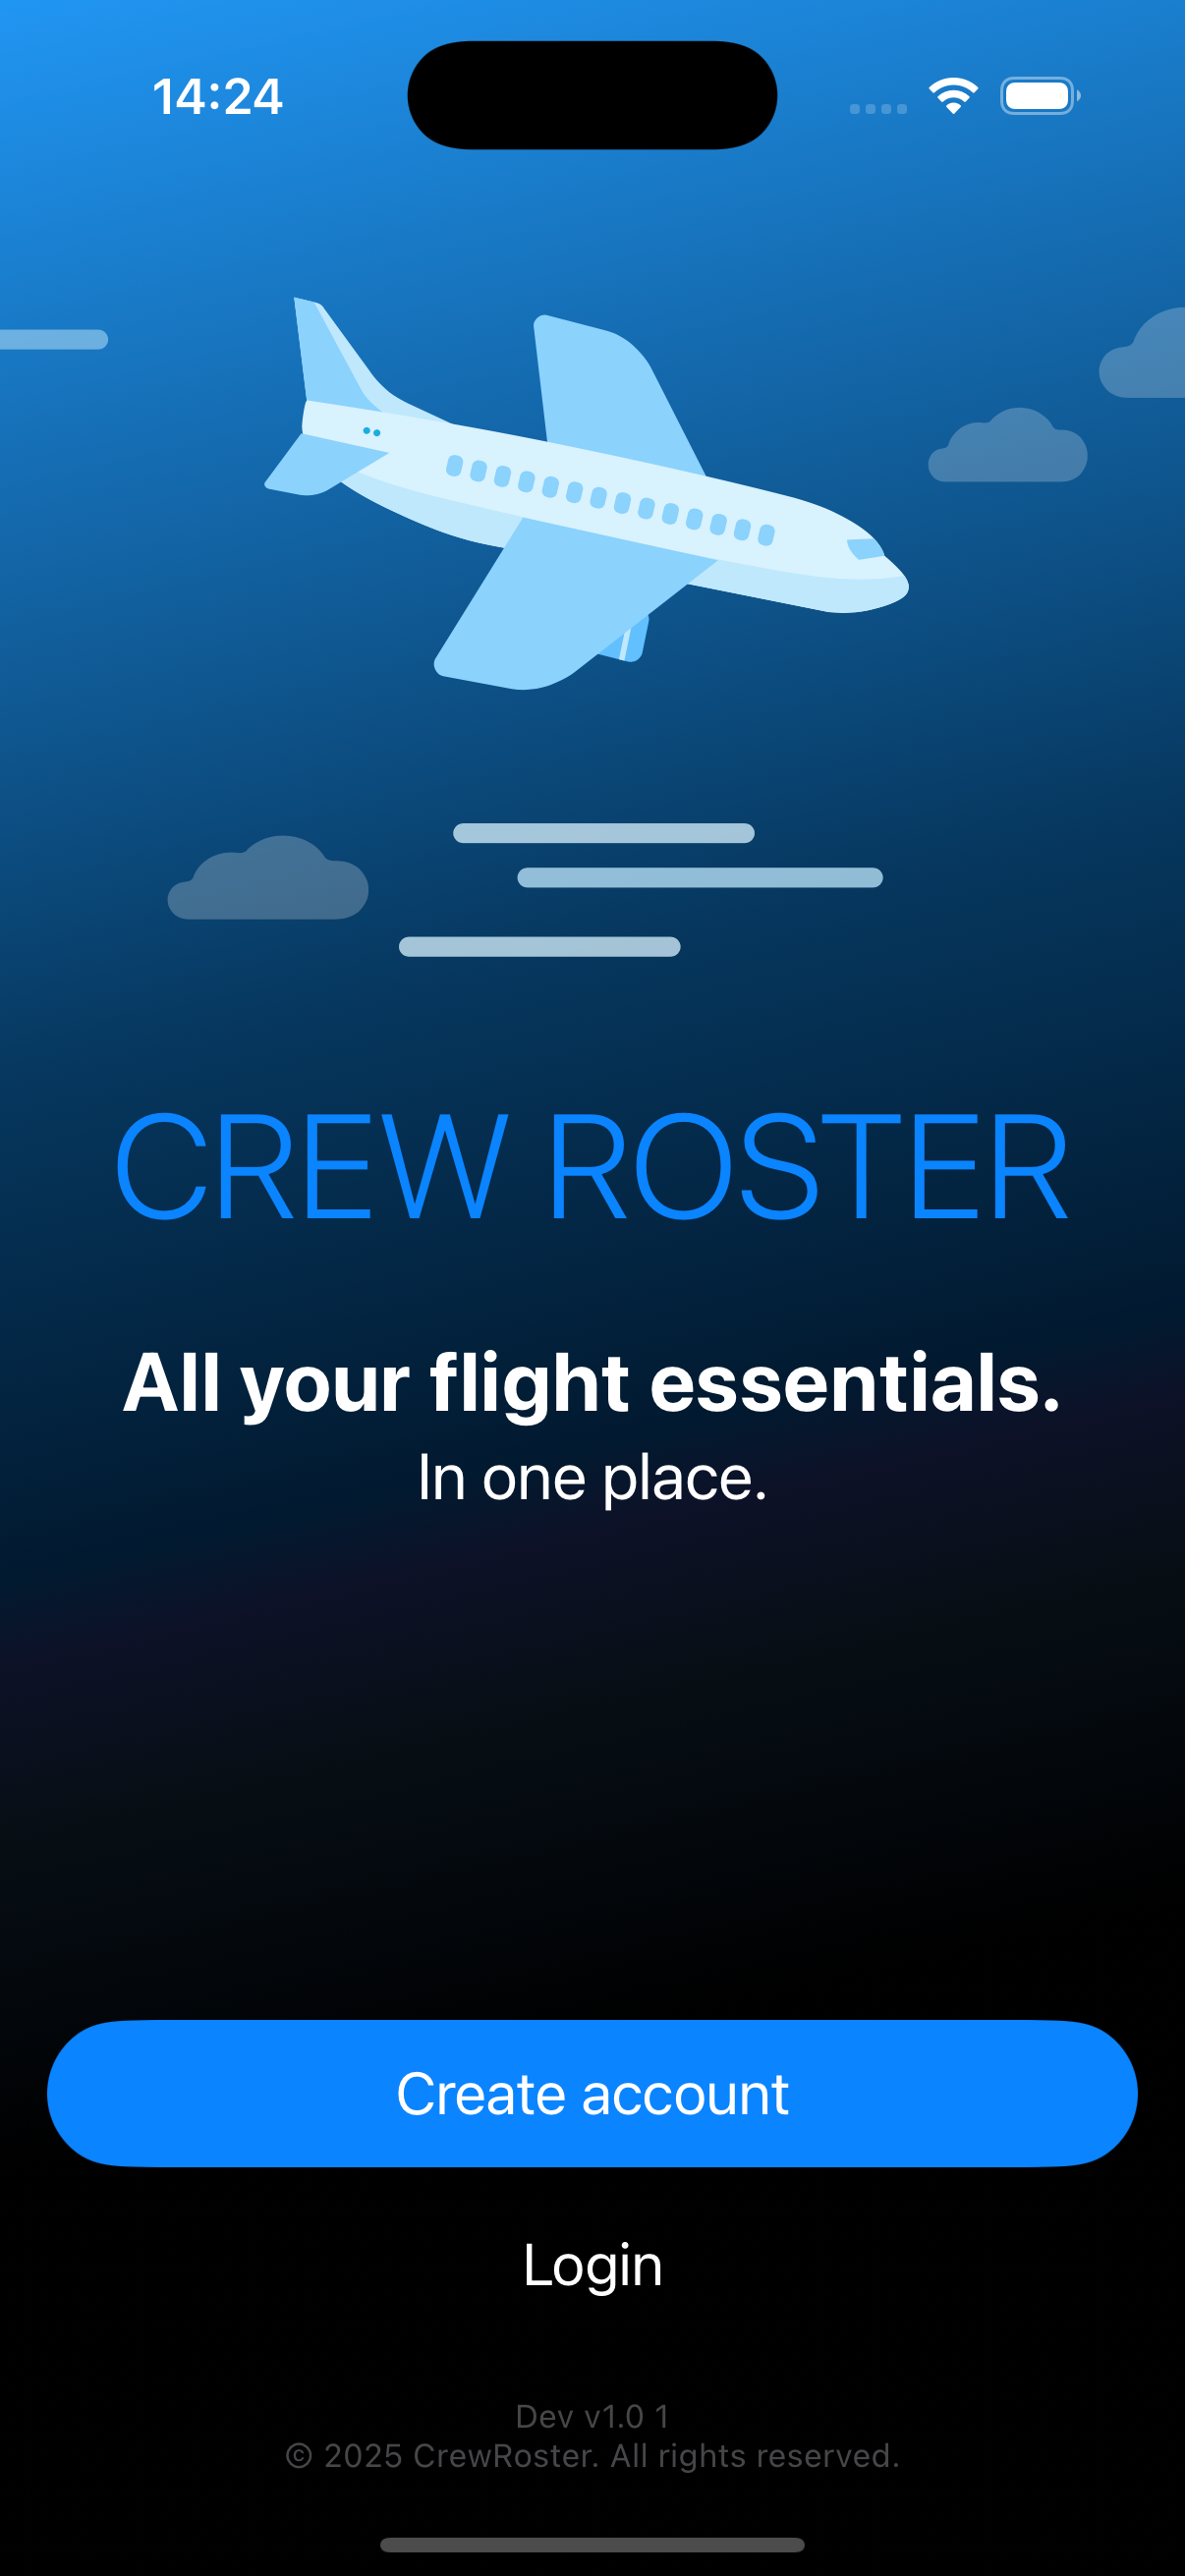 14:24
CREW ROSTER
All your flight essentials.
In one place.
Create account
Login
Dev v1.0 1
© 2025 CrewRoster. All rights reserved.